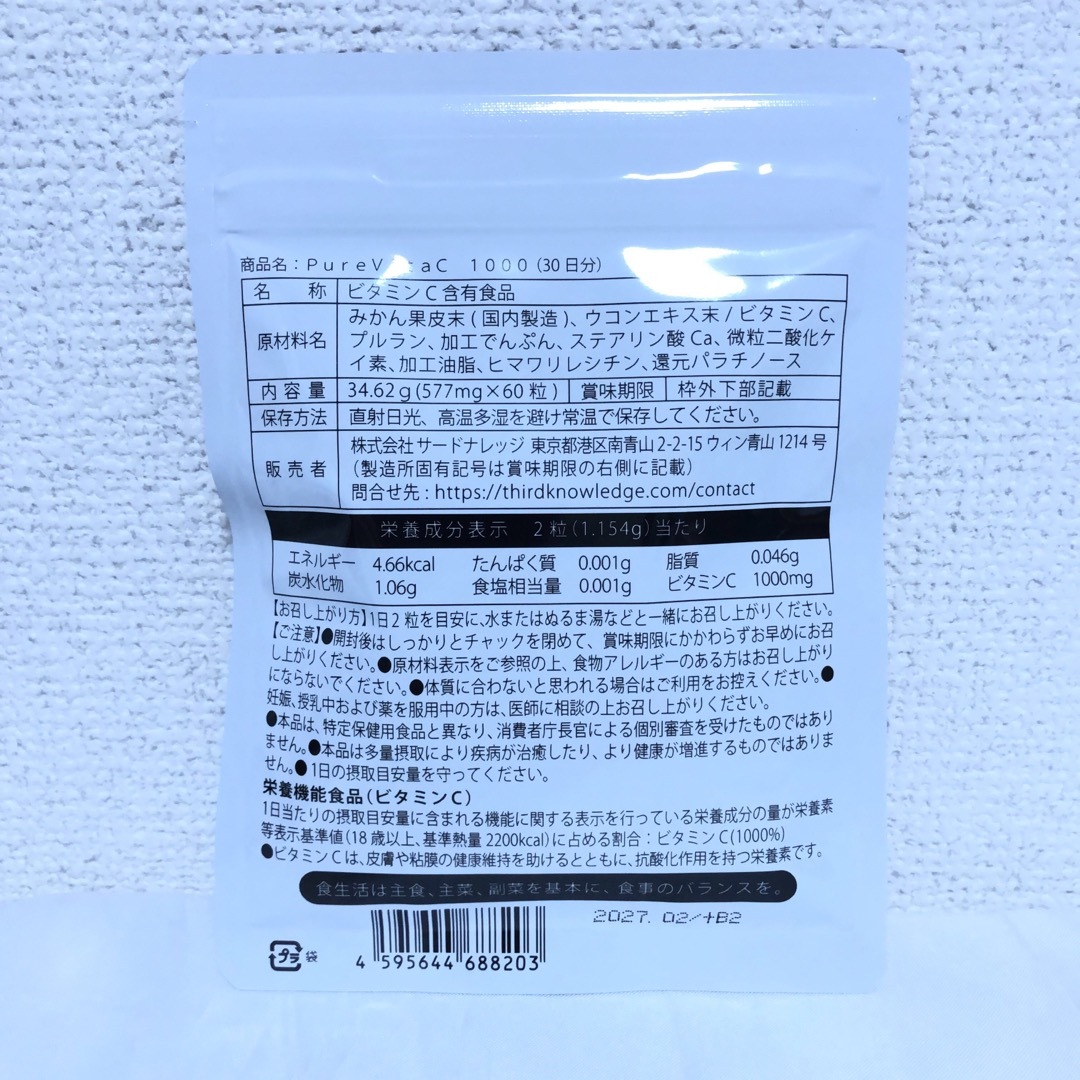 商品名：PureV taC 1000（30日分）
名称 ビタミンC含有食品
原材料名 みかん果皮末（国内製造）、ウコンエキス末/ビタミンC、
プルラン、加工でんぷん、ステアリン酸Ca、微粒二酸化ケ
イ素、加工油脂、ヒマワリレシチン、還元パラチノース
内容量 34.62g(577mg×60粒) 賞味期限 枠外下部記載
保存方法 直射日光、高温多湿を避け常温で保存してください。
販売者 株式会社サードナレッジ 東京都港区南青山2-2-15ウィン青山1214号
（製造所固有記号は賞味期限の右側に記載）
問合せ先：https://thirdknowledge.com/contact
栄養成分表示 2粒(1.154g)当たり
エネルギー 4.66kcal たんぱく質 0.001g 脂質 0.046g
炭水化物 1.06g 食塩相当量 0.001g ビタミンC 1000mg
【お召し上がり方】1日2粒を目安に、水またはぬるま湯などと一緒にお召し上がりください。
【ご注意】●開封後はしっかりとチャックを閉めて、賞味期限にかかわらずお早めにお召
し上がりください。●原材料表示をご参照の上、食物アレルギーのある方はお召し上がり
にならないでください。●体質に合わないと思われる場合はご利用をお控えください。●
妊娠、授乳中および薬を服用中の方は、医師に相談の上お召し上がりください。
●本品は、特定保健用食品と異なり、消費者庁長官による個別審査を受けたものではあり
ません。●本品は多量摂取により疾病が治癒したり、より健康が増進するものではありま
せん。●1日の摂取目安量を守ってください。
栄養機能食品（ビタミンC）
1日当たりの摂取目安量に含まれる機能に関する表示を行っている栄養成分の量が栄養素
等表示基準値（18歳以上、基準熱量2200kcal）に占める割合：ビタミンC(1000%)
●ビタミンCは、皮膚や粘膜の健康維持を助けるとともに、抗酸化作用を持つ栄養素です。
食生活は主食、主菜、副菜を基本に、食事のバランスを。
2027. 02/+B2
プラ 袋
4 595644 688203